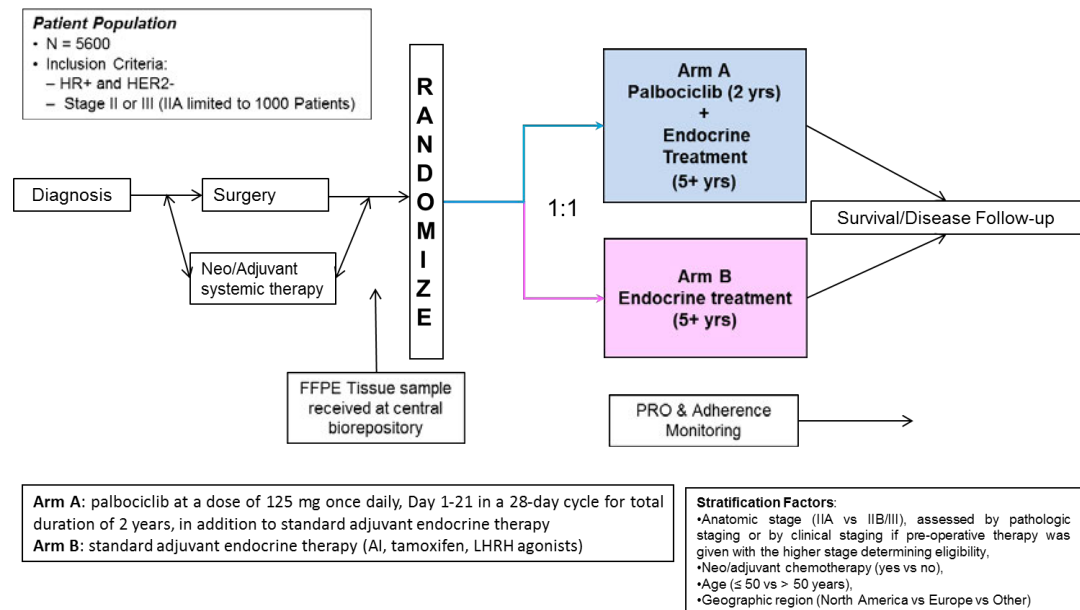 Patient Population
• N = 5600
• Inclusion Criteria:
– HR+ and HER2-
– Stage II or III (IIA limited to 1000 Patients)
Diagnosis
Surgery
Neo/Adjuvant
systemic therapy
R
A
N
D
O
M
I
Z
E
FFPE Tissue sample
received at central
biorepository
1:1
Arm A
Palbociclib (2 yrs)
+
Endocrine
Treatment
(5+ yrs)
Arm B
Endocrine treatment
(5+ yrs)
Survival/Disease Follow-up
PRO & Adherence
Monitoring
Arm A: palbociclib at a dose of 125 mg once daily, Day 1-21 in a 28-day cycle for total
duration of 2 years, in addition to standard adjuvant endocrine therapy
Arm B: standard adjuvant endocrine therapy (AI, tamoxifen, LHRH agonists)
Stratification Factors:
•Anatomic stage (IIA vs IIB/III), assessed by pathologic
staging or by clinical staging if pre-operative therapy was
given with the higher stage determining eligibility,
•Neo/adjuvant chemotherapy (yes vs no),
•Age (≤ 50 vs > 50 years),
•Geographic region (North America vs Europe vs Other)